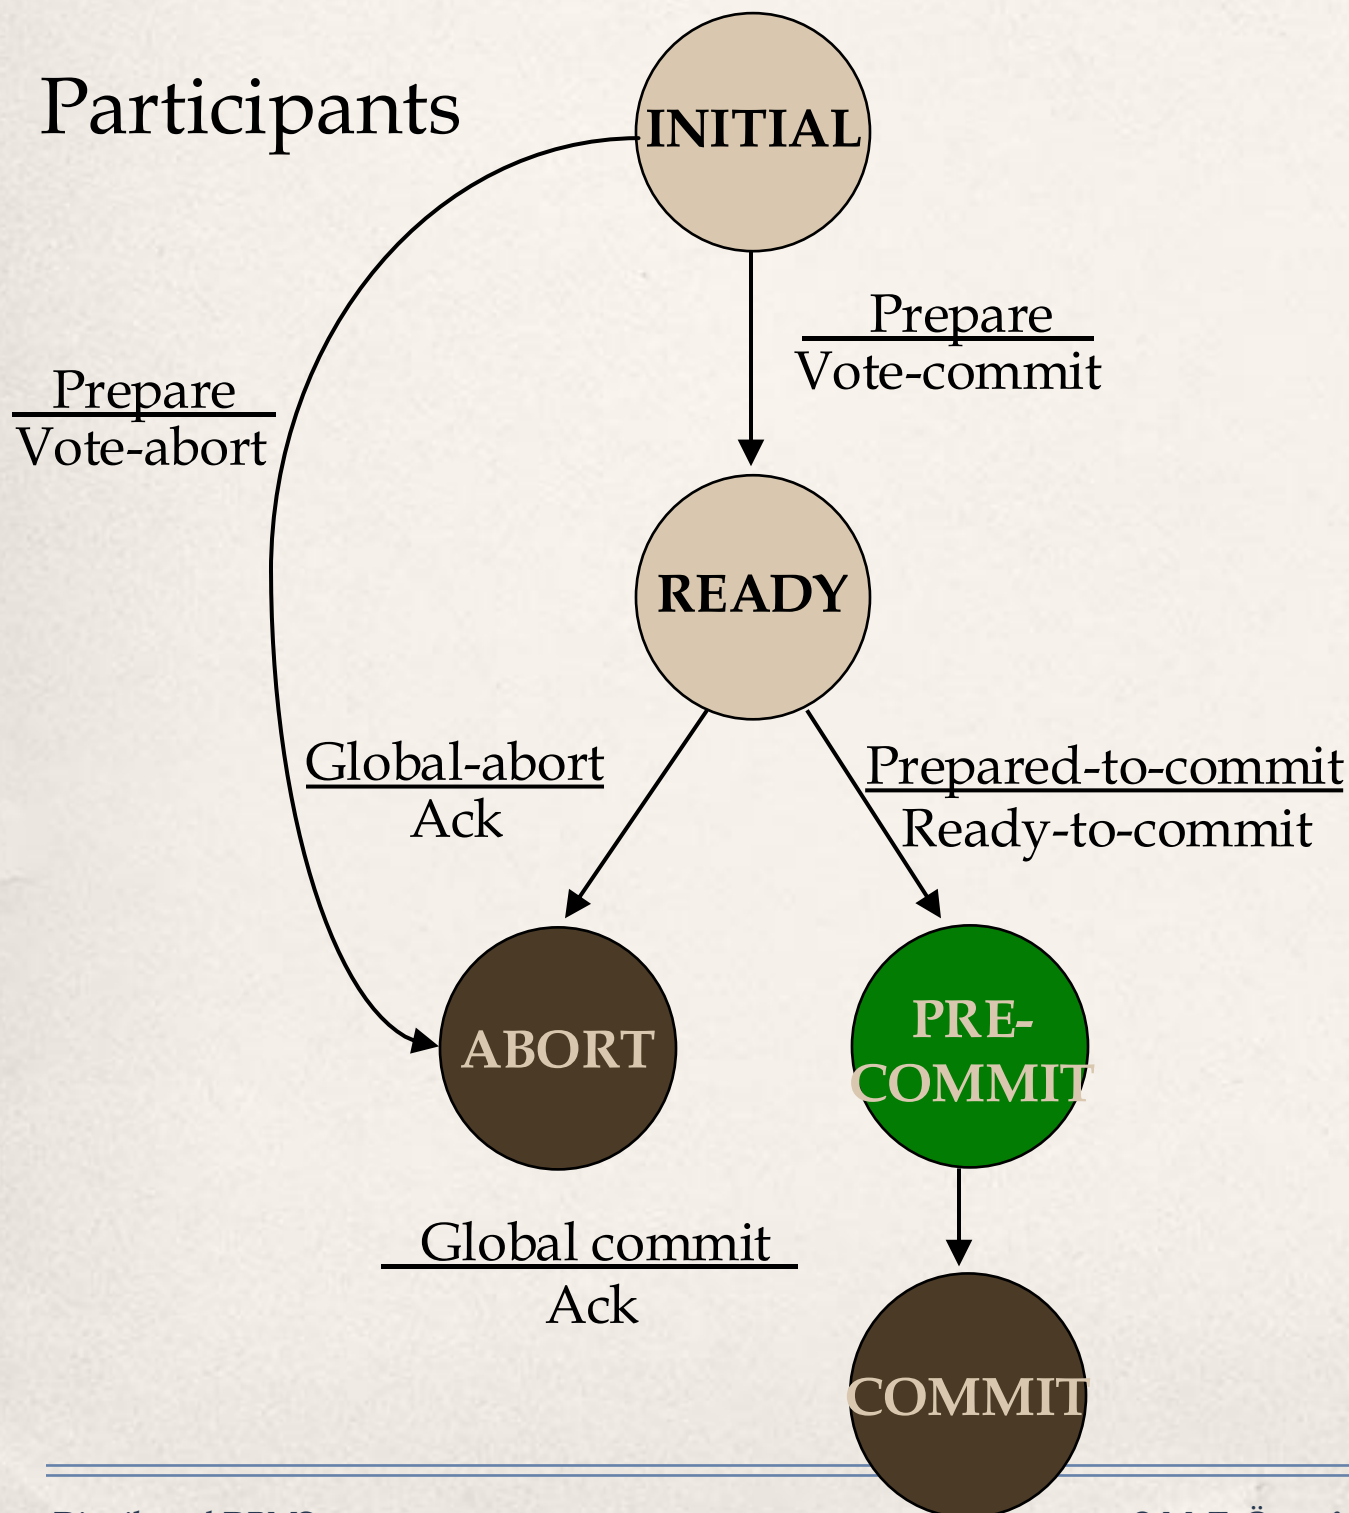 Participants
INITIAL
Prepare
Vote-commit
Prepare
Vote-abort
READY
Global-abort
Ack
Prepared-to-commit
Ready-to-commit
ABORT
PRE-
COMMIT
Global commit
Ack
COMMIT